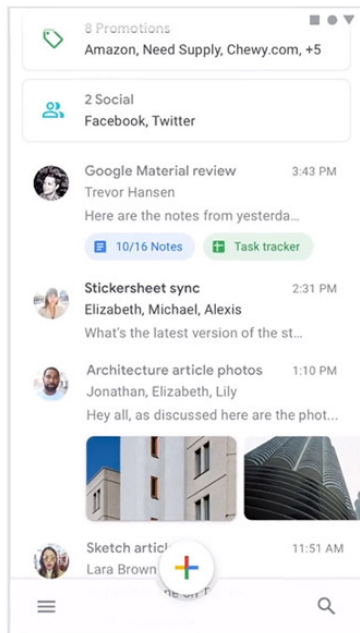 8 Promotions
Amazon, Need Supply, Chewy.com, +5
2 Social
Facebook, Twitter
Google Material review 3:43 PM
Trevor Hansen
Here are the notes from yesterda...
10/16 Notes Task tracker
Stickersheet sync 2:31 PM
Elizabeth, Michael, Alexis
What's the latest version of the st...
Architecture article photos 1:10 PM
Jonathan, Elizabeth, Lily
Hey all, as discussed here are the phot...
Sketch articl 11:51 AM
Lara Brown